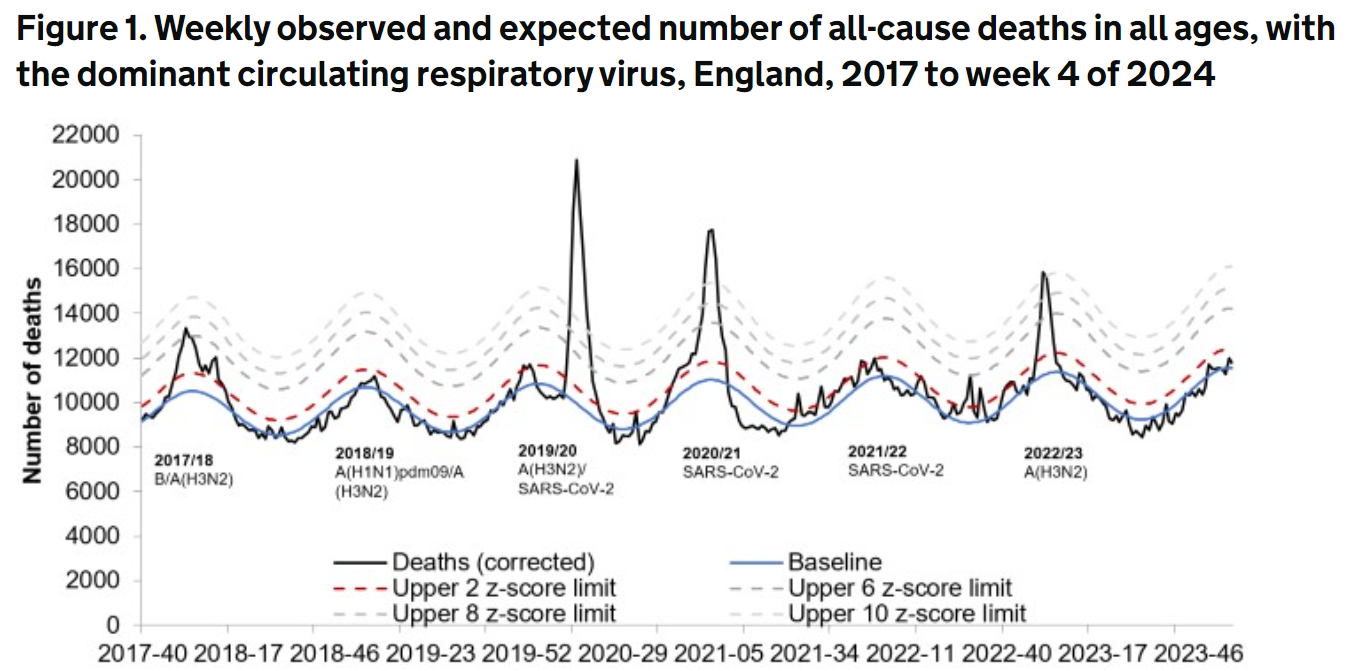 Figure 1. Weekly observed and expected number of all-cause deaths in all ages, with
the dominant circulating respiratory virus, England, 2017 to week 4 of 2024
22000
20000
18000
16000
14000
12000
10000
8000
6000
4000
2000
0
Number of deaths
2017/18
B/A(H3N2)
2018/19
A(H1N1)pdm09/A
(H3N2)
2019/20
A(H3N2)/
SARS-CoV-2
2020/21
SARS-CoV-2
2021/22
SARS-CoV-2
2022/23
A(H3N2)
Deaths (corrected)
Baseline
Upper 2 z-score limit
Upper 6 z-score limit
Upper 8 z-score limit
Upper 10 z-score limit
2017-40 2018-17 2018-46 2019-23 2019-52 2020-29 2021-05 2021-34 2022-11 2022-40 2023-17 2023-46